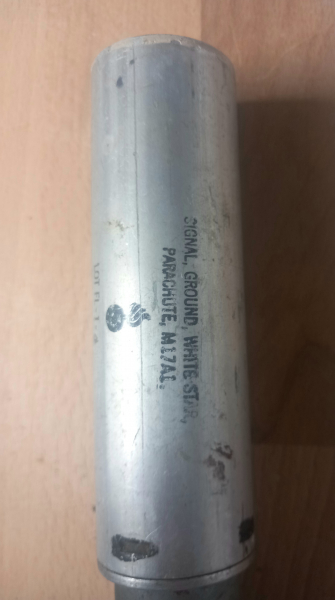 SIGNAL, GROUND, WHITE STAR,
PARACHUTE, M17A1.